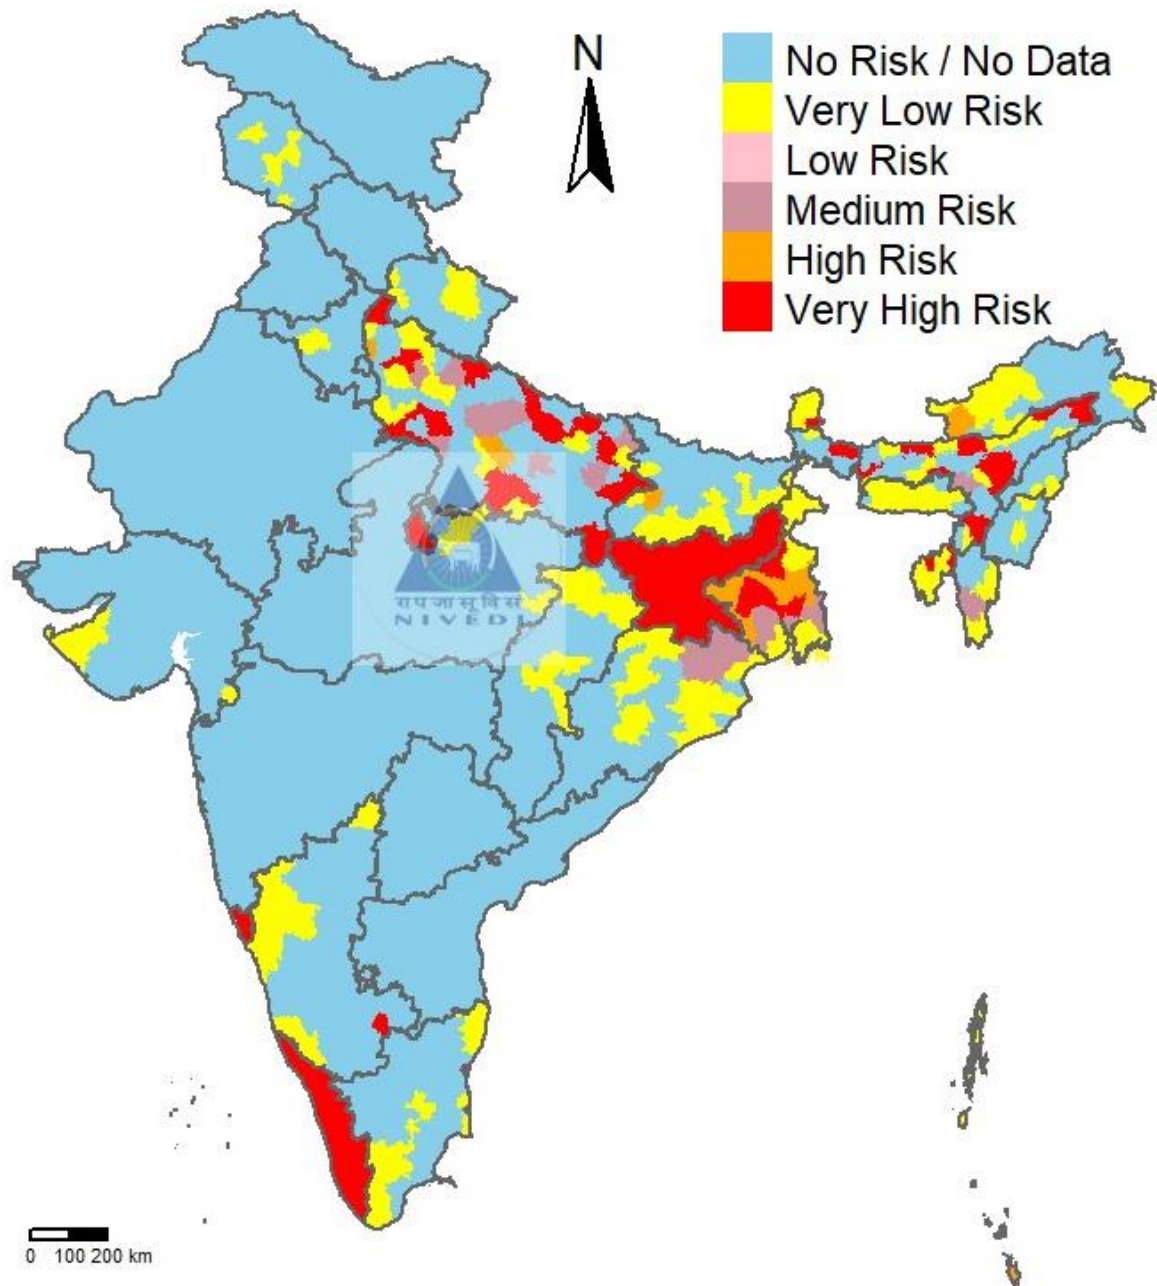 N
No Risk / No Data
Very Low Risk
Low Risk
Medium Risk
High Risk
Very High Risk
रा प जा सू वि सं
NIVEDI
0 100 200 km